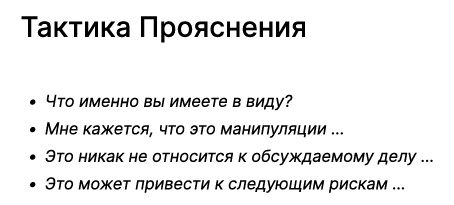 Тактика Прояснения
• Что именно вы имеете в виду?
• Мне кажется, что это манипуляции ...
• Это никак не относится к обсуждаемому делу ...
• Это может привести к следующим рискам ...